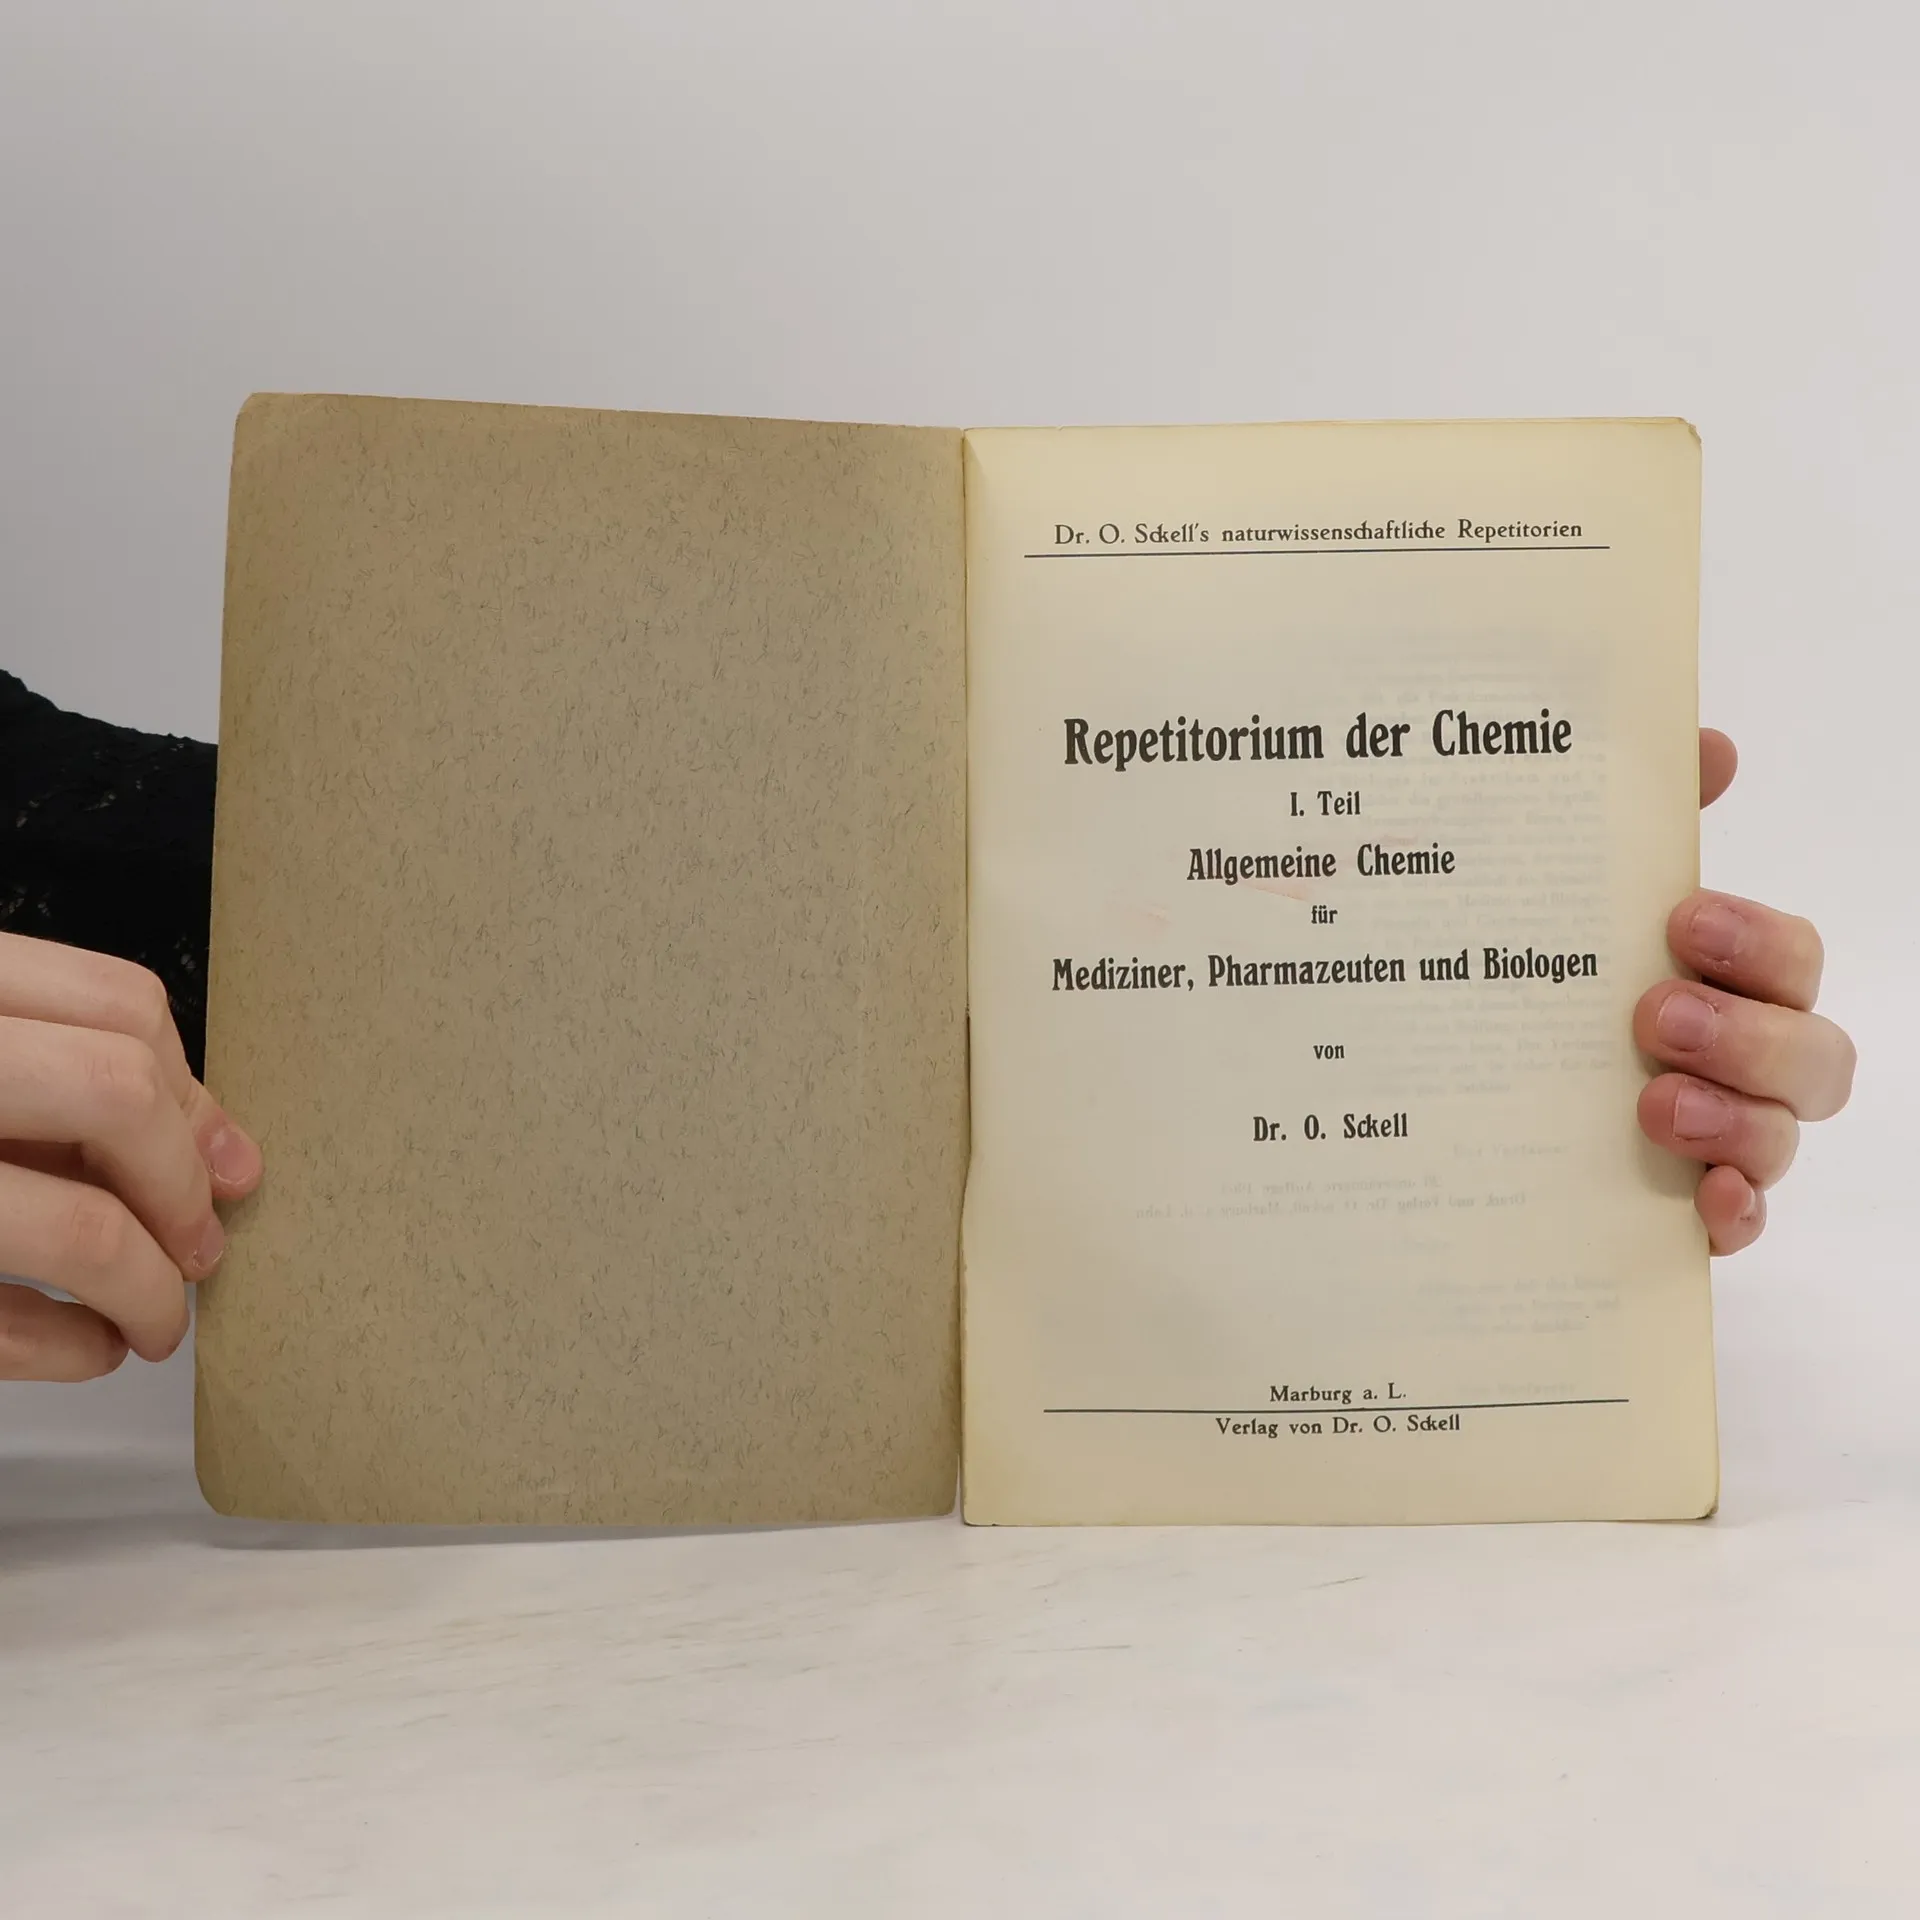 Dr. O. Sckell's naturwissenschaftliche Repetitorien
Repetitorium der Chemie
I. Teil
Allgemeine Chemie
für
Mediziner, Pharmazeuten und Biologen
von
Dr. O. Sckell
Marburg a. L.
Verlag von Dr. O. Sckell